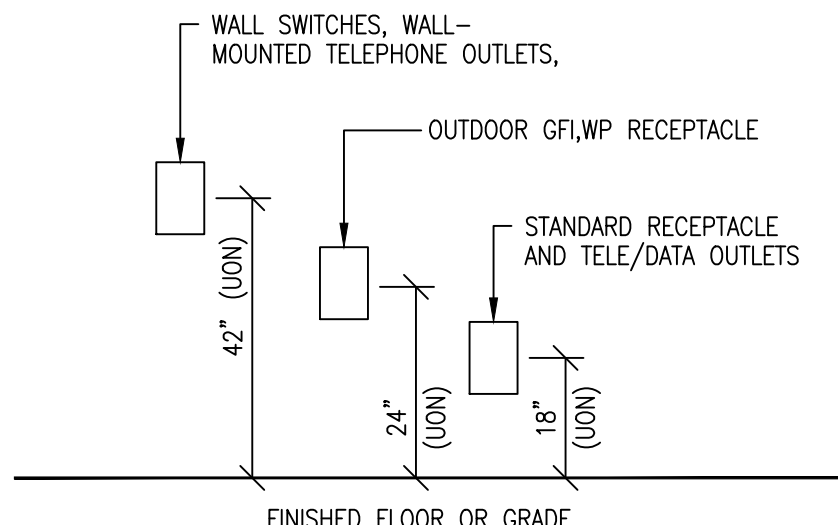 WALL SWITCHES, WALL-
MOUNTED TELEPHONE OUTLETS,
OUTDOOR GFI,WP RECEPTACLE
STANDARD RECEPTACLE
AND TELE/DATA OUTLETS
42" (UON)
24"
(UON)
18"
(UON)
FINISHED FLOOR OR GRADE